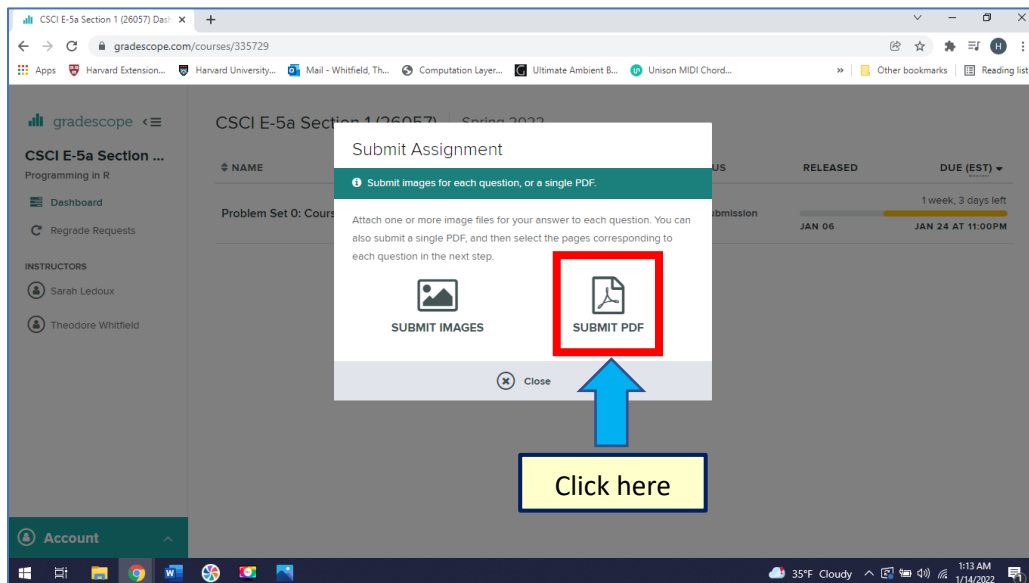 CSCI E-5a Section 1 (26057) Dash
gradescope.com/courses/335729
H
Apps
Harvard Extension...
Harvard University...
Mail - Whitfield, Th...
Computation Layer...
Ultimate Ambient B...
Unison MIDI Chord...
»
Other bookmarks
Reading list
gradescope
CSCI E-5a Section ...
Programming in R
Dashboard
Regrade Requests
INSTRUCTORS
Sarah Ledoux
Theodore Whitfield
Account
CSCI E-5a Section 1 (26057) Spring 2022
NAME
US
RELEASED
DUE (EST)
Problem Set 0: Cours
bmission
1 week, 3 days left
JAN 06
JAN 24 AT 11:00PM
Submit Assignment
Submit images for each question, or a single PDF.
Attach one or more image files for your answer to each question. You can
also submit a single PDF, and then select the pages corresponding to
each question in the next step.
SUBMIT IMAGES
SUBMIT PDF
Close
Click here
35°F Cloudy
1:13 AM
1/14/2022